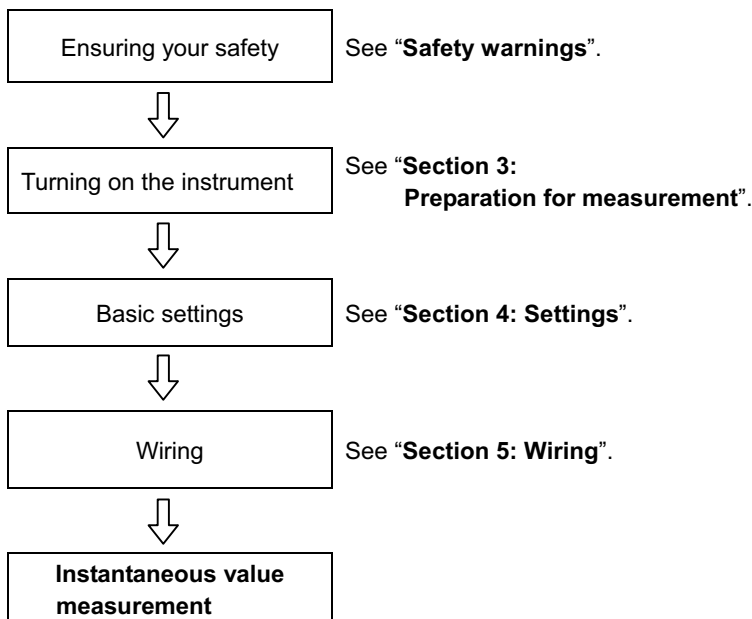 Ensuring your safety
See “Safety warnings”.
Turning on the instrument
See “Section 3:
Preparation for measurement”.
Basic settings
See “Section 4: Settings”.
Wiring
See “Section 5: Wiring”.
Instantaneous value
measurement